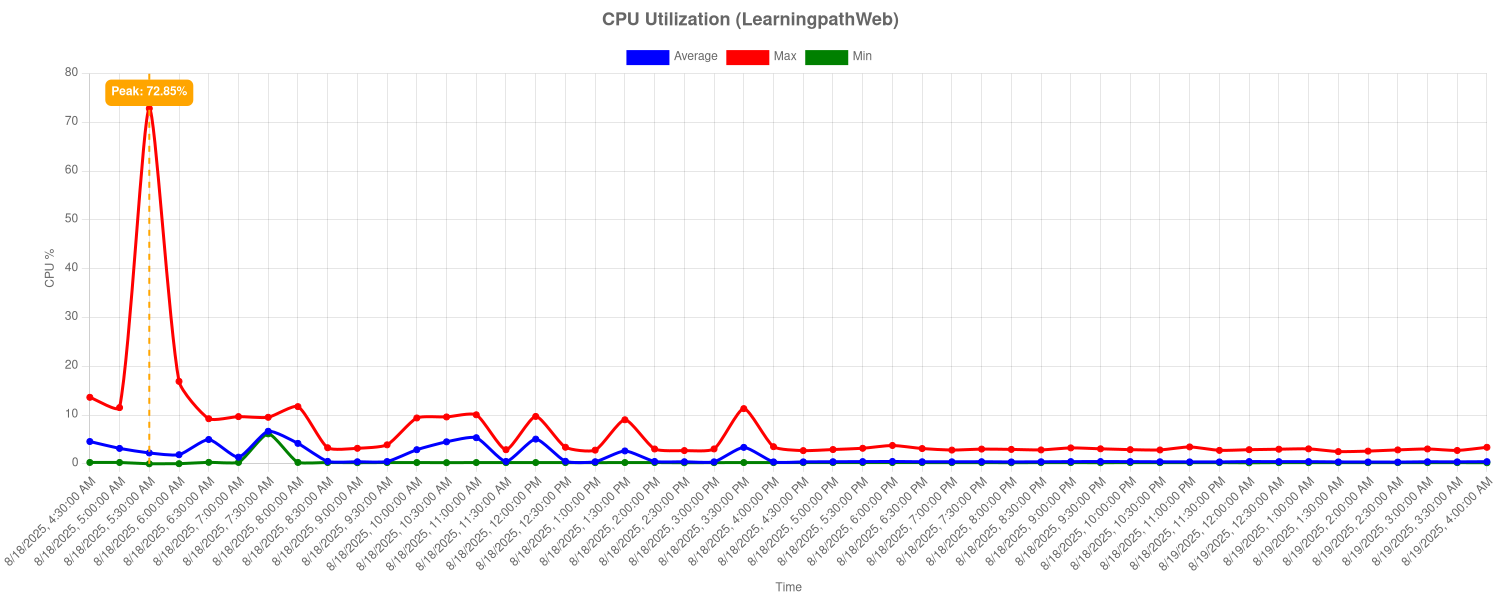 CPU Utilization (LearningpathWeb)
Average Max Min
80
Peak: 72.85%
70
60
50
40
30
20
10
0
CPU %
8/18/2025, 4:30:00 AM
8/18/2025, 5:00:00 AM
8/18/2025, 5:30:00 AM
8/18/2025, 6:00:00 AM
8/18/2025, 6:30:00 AM
8/18/2025, 7:00:00 AM
8/18/2025, 7:30:00 AM
8/18/2025, 8:00:00 AM
8/18/2025, 8:30:00 AM
8/18/2025, 9:00:00 AM
8/18/2025, 9:30:00 AM
8/18/2025, 10:00:00 AM
8/18/2025, 10:30:00 AM
8/18/2025, 11:00:00 AM
8/18/2025, 11:30:00 AM
8/18/2025, 12:00:00 PM
8/18/2025, 12:30:00 PM
8/18/2025, 1:00:00 PM
8/18/2025, 1:30:00 PM
8/18/2025, 2:00:00 PM
8/18/2025, 2:30:00 PM
8/18/2025, 3:00:00 PM
8/18/2025, 3:30:00 PM
8/18/2025, 4:00:00 PM
8/18/2025, 4:30:00 PM
8/18/2025, 5:00:00 PM
8/18/2025, 5:30:00 PM
8/18/2025, 6:00:00 PM
8/18/2025, 6:30:00 PM
8/18/2025, 7:00:00 PM
8/18/2025, 7:30:00 PM
8/18/2025, 8:00:00 PM
8/18/2025, 8:30:00 PM
8/18/2025, 9:00:00 PM
8/18/2025, 9:30:00 PM
8/18/2025, 10:00:00 PM
8/18/2025, 10:30:00 PM
8/18/2025, 11:00:00 PM
8/18/2025, 11:30:00 PM
8/19/2025, 12:00:00 AM
8/19/2025, 12:30:00 AM
8/19/2025, 1:00:00 AM
8/19/2025, 1:30:00 AM
8/19/2025, 2:00:00 AM
8/19/2025, 2:30:00 AM
8/19/2025, 3:00:00 AM
8/19/2025, 3:30:00 AM
8/19/2025, 4:00:00 AM
Time